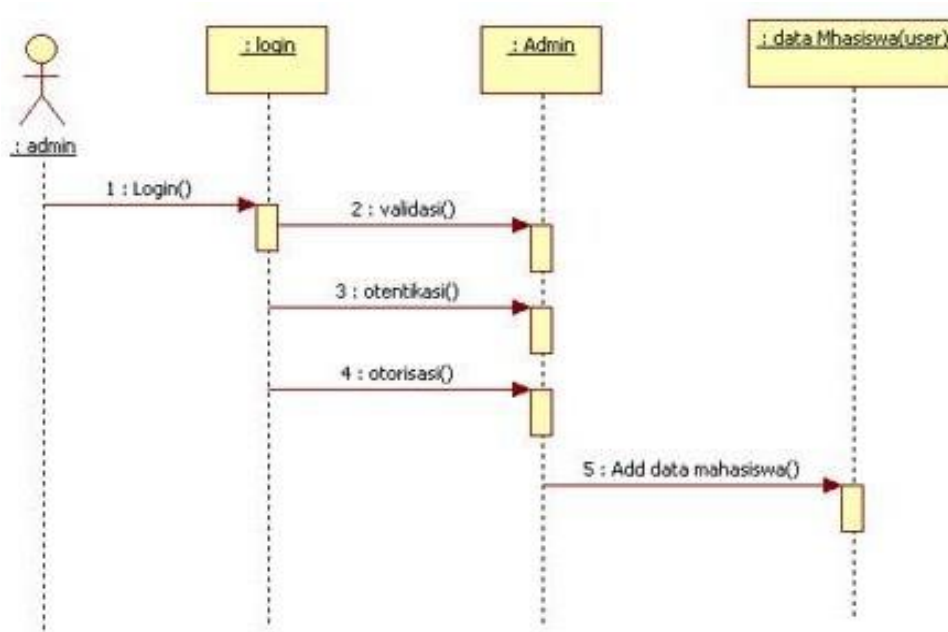 : login
: Admin
: data Mhasiswa(user)
: admin
1 : Login()
2 : validasi()
3 : otentikasi()
4 : otorisasi()
5 : Add data mahasiswa()